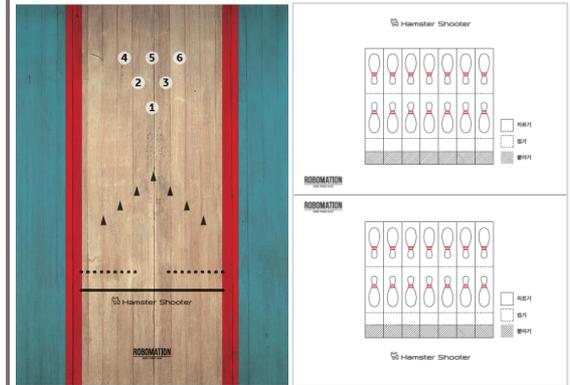 4 5 6
2 3
1
Hamster Shooter
ROBOMATION
Hamster Shooter
자르기
접기
붙이기
ROBOMATION
ROBOMATION
자르기
접기
붙이기
Hamster Shooter